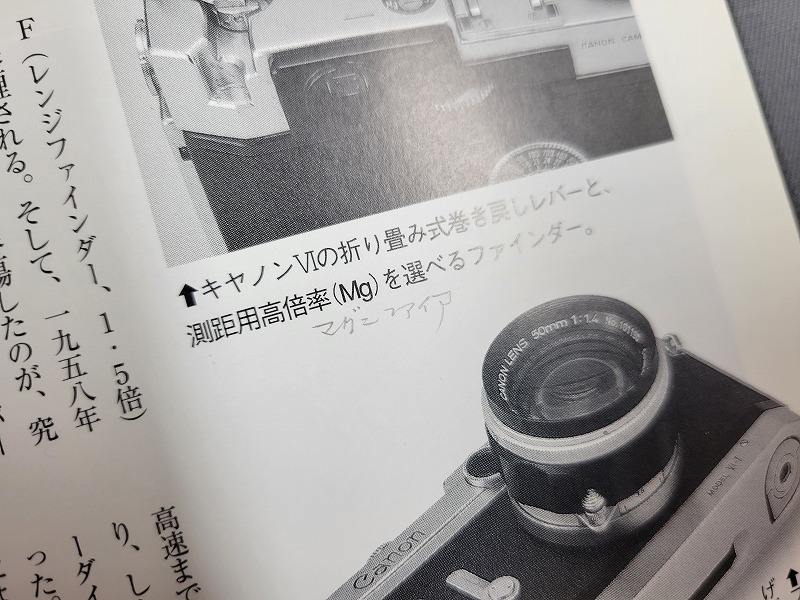 CANON CAM
⬆キヤノンⅥの折り畳み式巻き戻しレバーと、
測距用高倍率(Mg)を選べるファインダー。
マグニファイア
CANON LENS 50mm 1:1.4
Canon
MODEL VI-T
F（レンジファインダー、1・5倍）
される。そして、一九五八年
場したのが、究
高速まで
り、し
ーダイ
った。